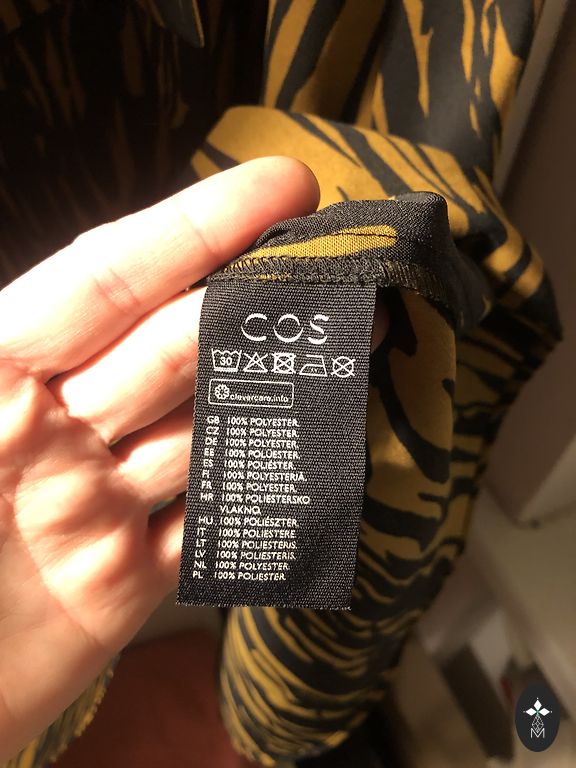 COS
30
clevercare.info
GB 100% POLYESTER.
CZ 100% POLYESTER.
DE 100% POLYESTER.
EE 100% POLÜESTER.
ES 100% POLIÉSTER.
FI 100% POLYESTERIA.
FR 100% POLYESTER.
HR 100% POLIESTERSKO
VLAKNO.
HU 100% POLIÉSZTER.
IT 100% POLIESTERE.
LT 100% POLIESTERIS.
LV 100% POLIESTERIS.
NL 100% POLYESTER.
PL 100% POLIESTER.
M